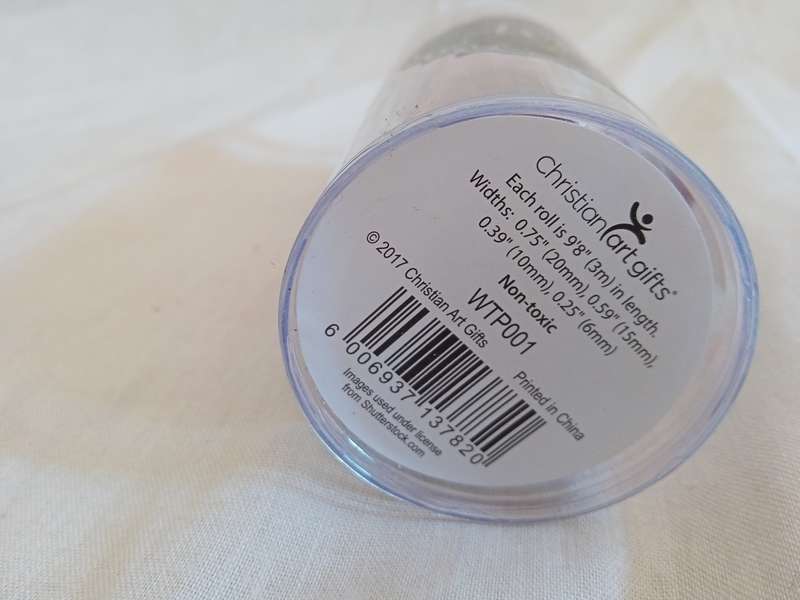 Christian art gifts®
Each roll is 9'8" (3m) in length.
Widths: 0.75" (20mm), 0.59" (15mm),
0.39" (10mm), 0.25" (6mm)
Non-toxic
WTP001
© 2017 Christian Art Gifts
Printed in China
6 006937 137820
Images used under license
from Shutterstock.com